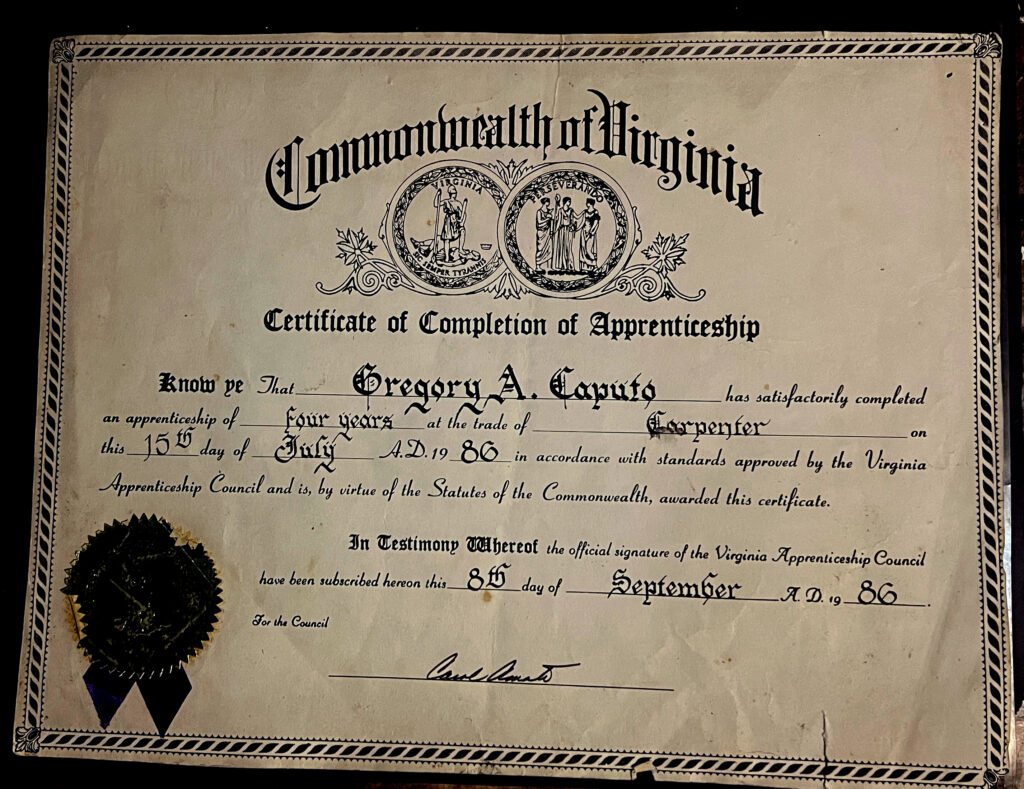 Commonwealth of Virginia
VIRGINIA
SIC SEMPER TYRANNIS
PERSEVERANDO
Certificate of Completion of Apprenticeship
Know ye That Gregory A. Caputo has satisfactorily completed
an apprenticeship of four years at the trade of Carpenter on
this 15th day of July A.D. 19 86 in accordance with standards approved by the Virginia
Apprenticeship Council and is, by virtue of the Statutes of the Commonwealth, awarded this certificate.
In Testimony Whereof the official signature of the Virginia Apprenticeship Council
have been subscribed hereon this 8th day of September A.D. 19 86.
For the Council